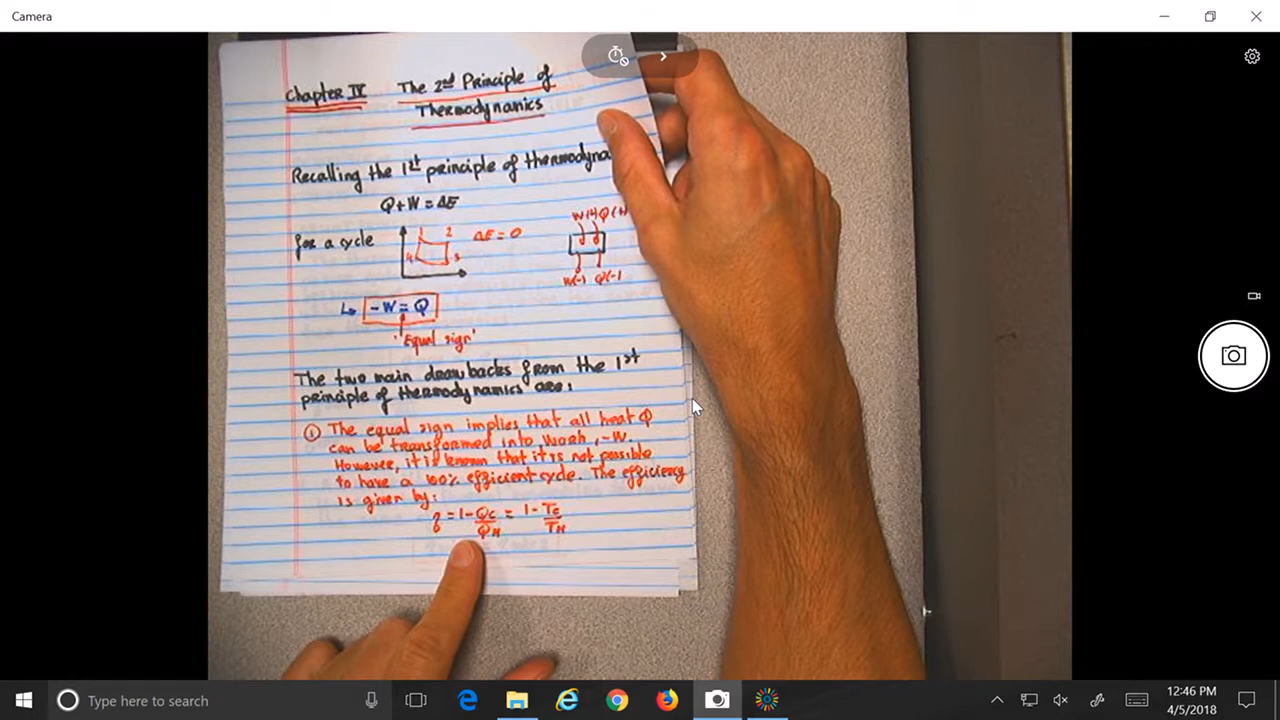 Camera
Chapter IV The 2nd Principle of
Thermodynamics
Recalling the 1st principle of thermodyna
Q+W = ΔE
for a cycle
1 2
4 3
ΔE = 0
W(+) Q(+)
W(-) Q(-)
↳ -W = Q
'Equal sign'
The two main drawbacks from the 1st
principle of thermodynamics are:
① The equal sign implies that all heat Q
can be transformed into work, -W.
However, it is known that it is not possible
to have a 100% efficient cycle. The efficiency
is given by:
η = 1 - Qc/QH = 1 - Tc/TH
Type here to search
12:46 PM
4/5/2018